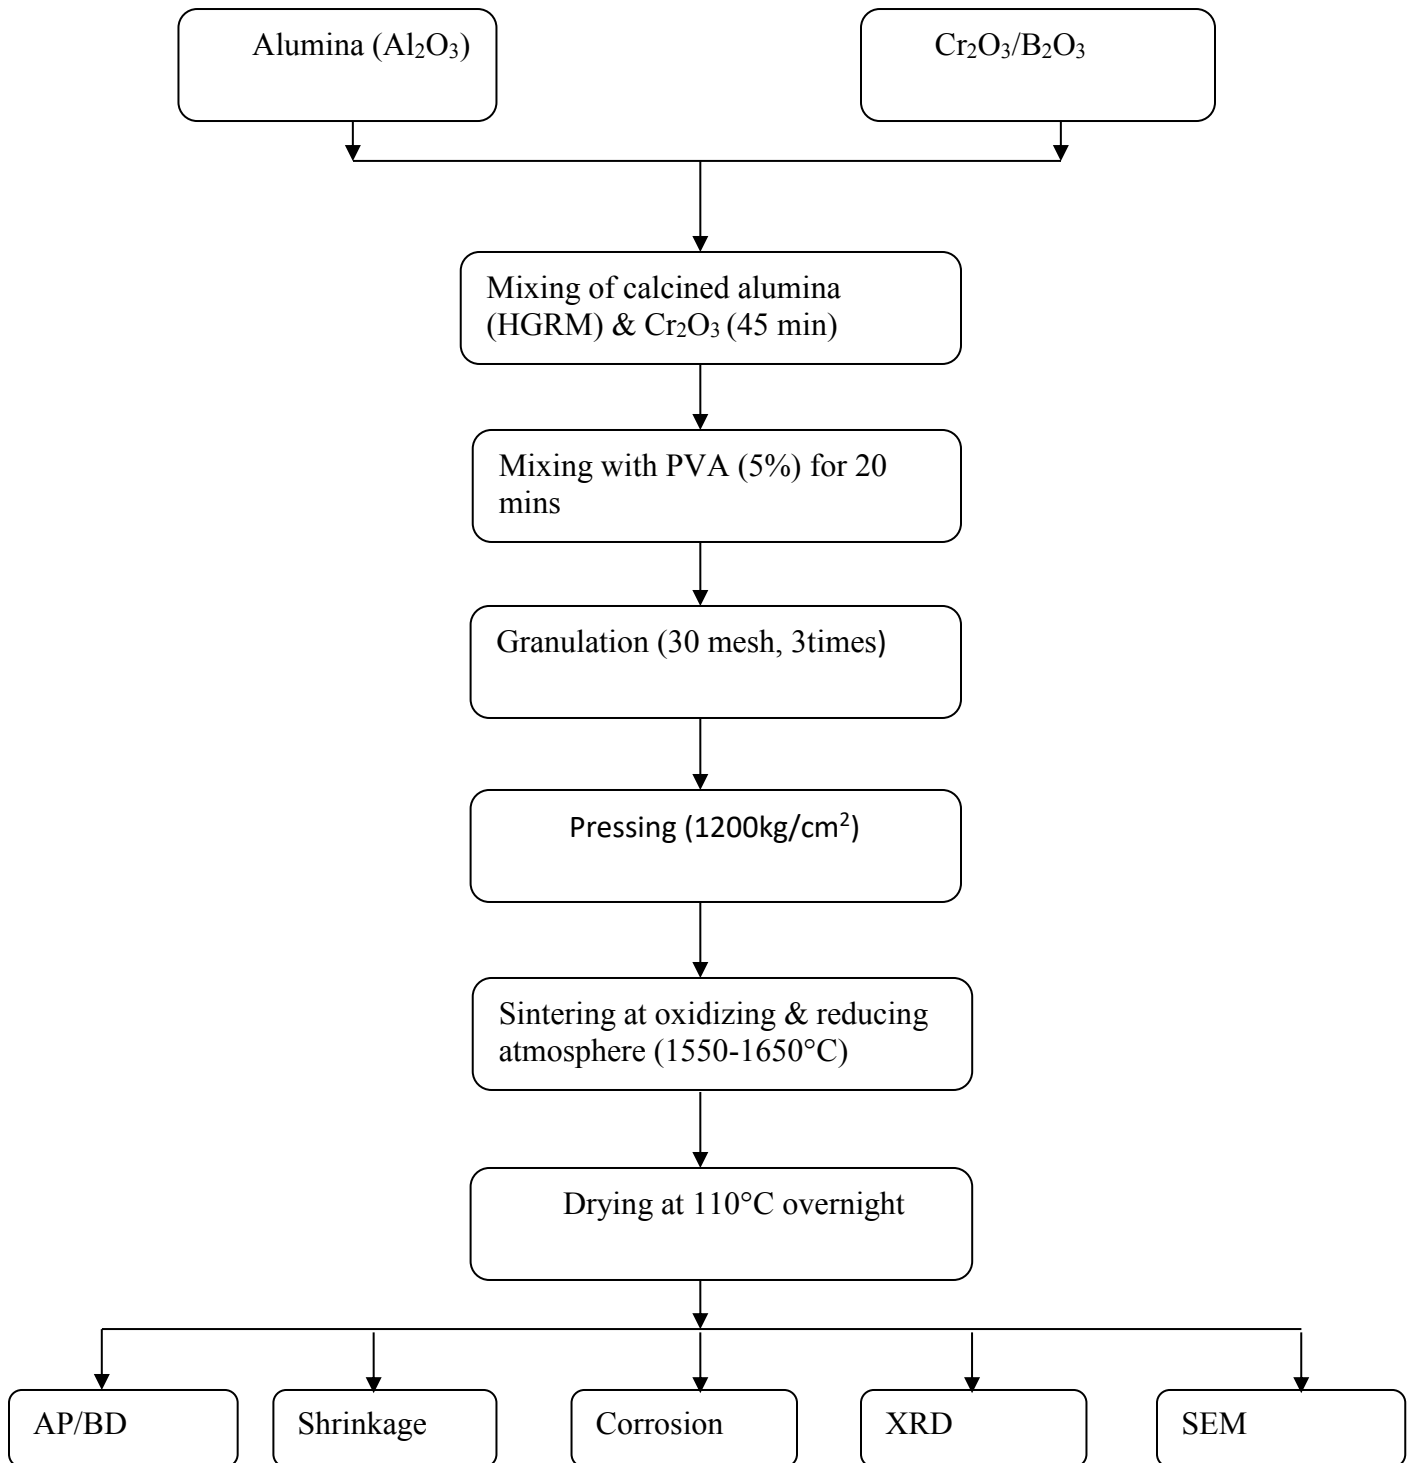 Alumina (Al₂O₃)
Cr₂O₃/B₂O₃
Mixing of calcined alumina
(HGRM) & Cr₂O₃ (45 min)
Mixing with PVA (5%) for 20
mins
Granulation (30 mesh, 3times)
Pressing (1200kg/cm²)
Sintering at oxidizing & reducing
atmosphere (1550-1650°C)
Drying at 110°C overnight
AP/BD
Shrinkage
Corrosion
XRD
SEM